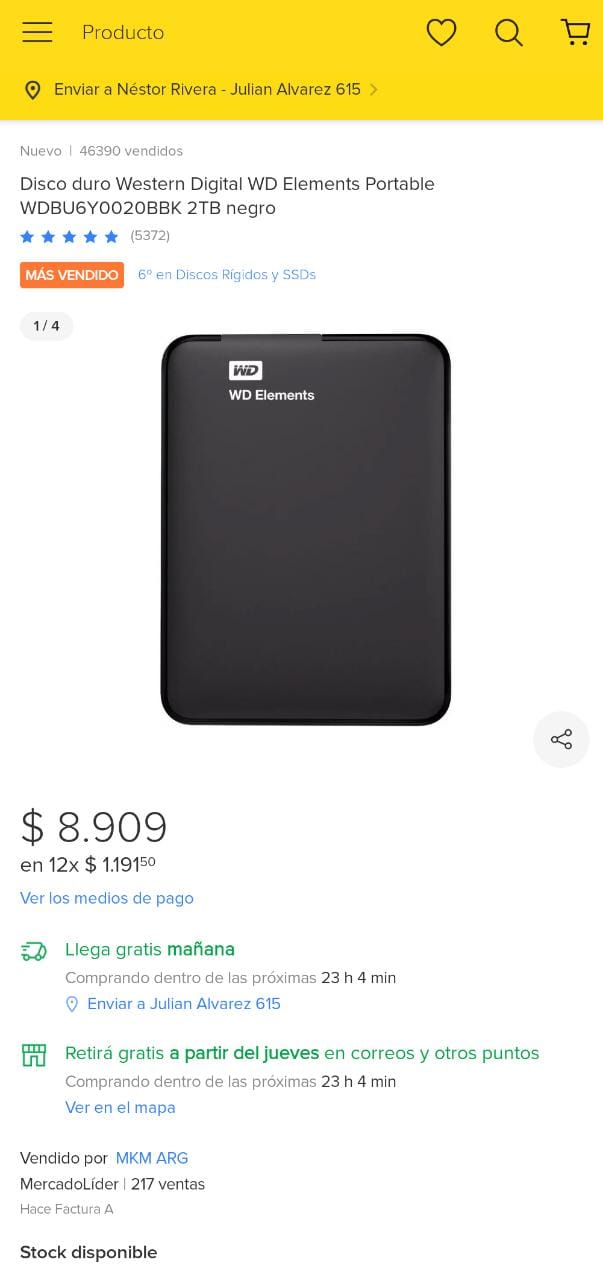 Producto
Enviar a Néstor Rivera - Julian Alvarez 615
Nuevo | 46390 vendidos
Disco duro Western Digital WD Elements Portable
WDBU6Y0020BBK 2TB negro
(5372)
MÁS VENDIDO 6º en Discos Rígidos y SSDs
1 / 4
WD
WD Elements
$ 8.909
en 12x $ 1.191⁵⁰
Ver los medios de pago
Llega gratis mañana
Comprando dentro de las próximas 23 h 4 min
Enviar a Julian Alvarez 615
Retirá gratis a partir del jueves en correos y otros puntos
Comprando dentro de las próximas 23 h 4 min
Ver en el mapa
Vendido por MKM ARG
MercadoLíder | 217 ventas
Hace Factura A
Stock disponible